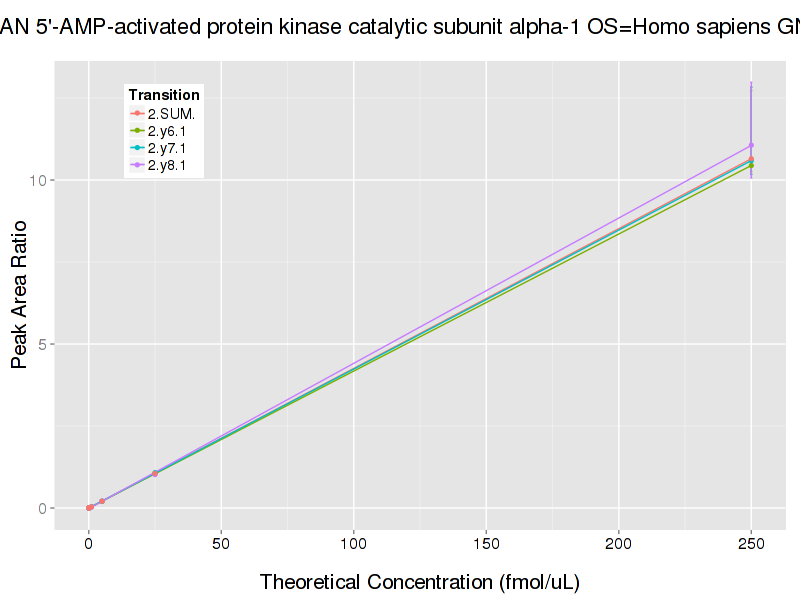 AN 5'-AMP-activated protein kinase catalytic subunit alpha-1 OS=Homo sapiens
Transition
2.SUM.
2.y6.1
2.y7.1
2.y8.1
10
5
0
Peak Area Ratio
0 50 100 150 200 250
Theoretical Concentration (fmol/uL)